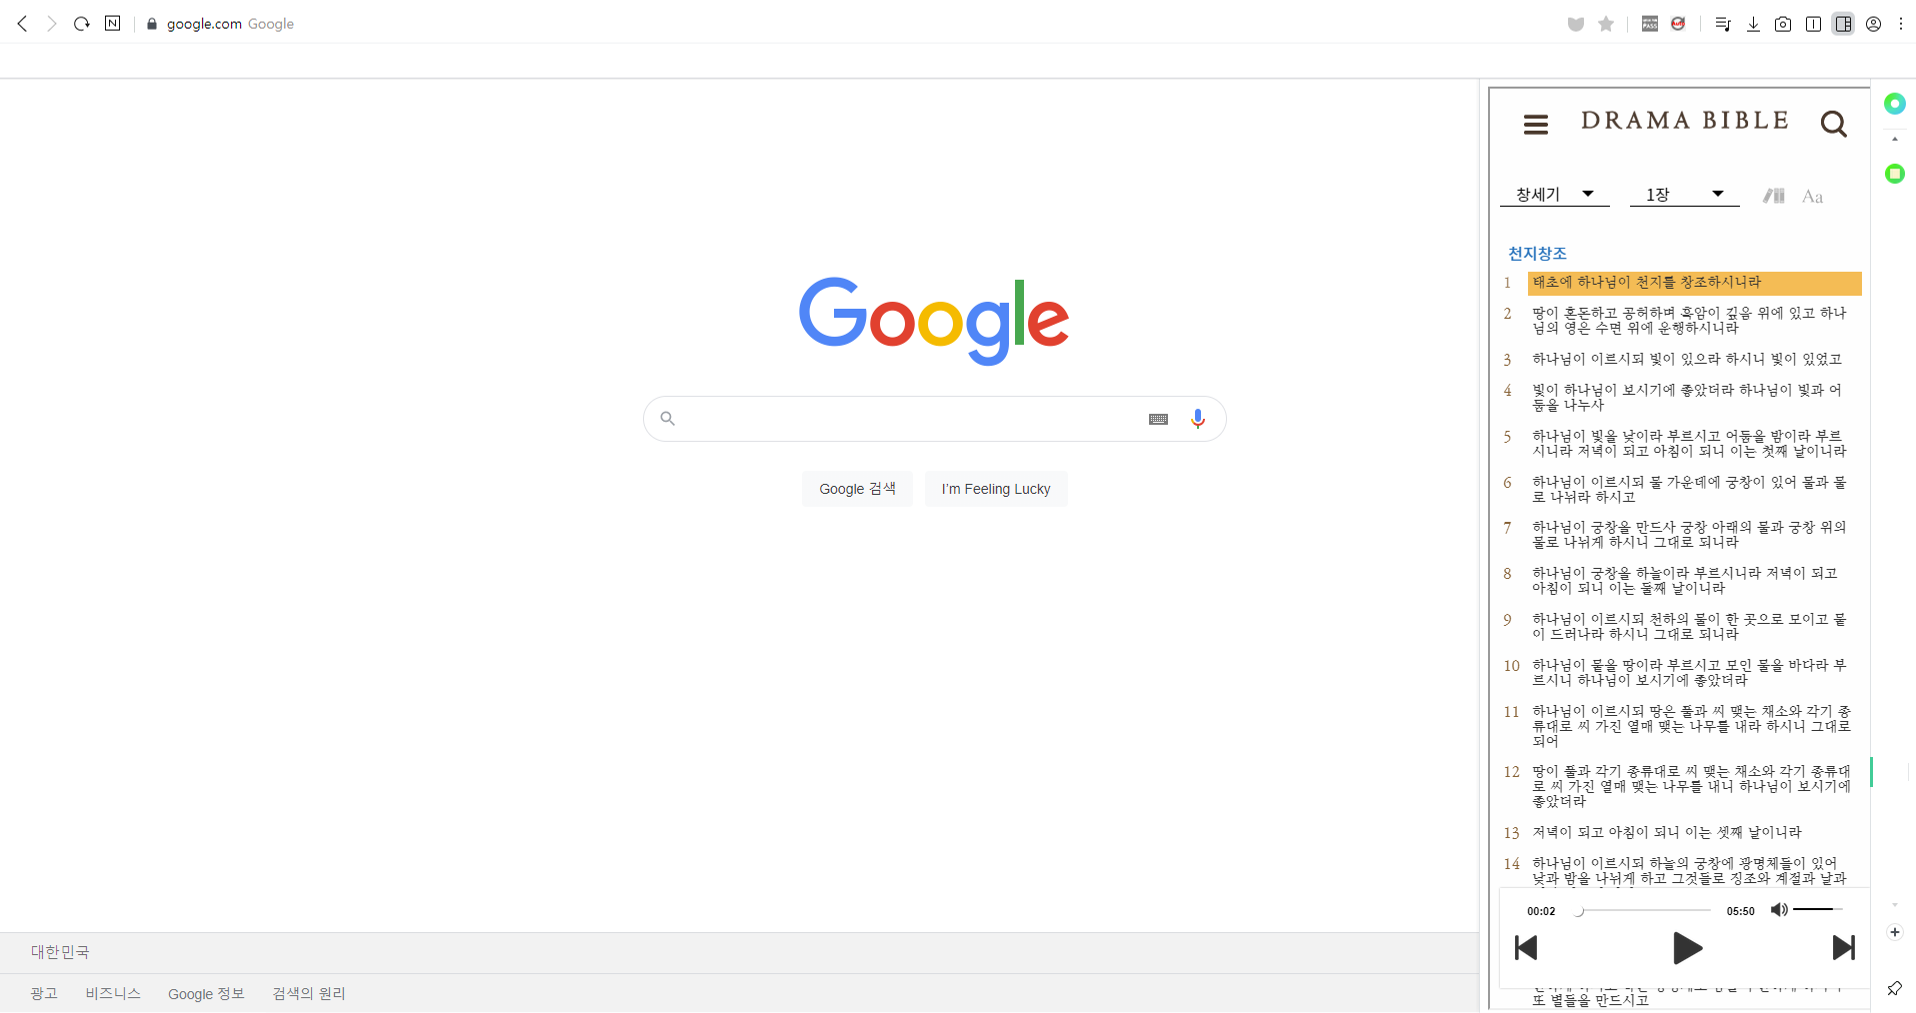 google.com Google
DRAMA BIBLE
창세기
1장
Aa
천지창조
1 태초에 하나님이 천지를 창조하시니라
2 땅이 혼돈하고 공허하며 흑암이 깊음 위에 있고 하나
님의 영은 수면 위에 운행하시니라
3 하나님이 이르시되 빛이 있으라 하시니 빛이 있었고
4 빛이 하나님이 보시기에 좋았더라 하나님이 빛과 어
둠을 나누사
5 하나님이 빛을 낮이라 부르시고 어둠을 밤이라 부르
시니라 저녁이 되고 아침이 되니 이는 첫째 날이니라
6 하나님이 이르시되 물 가운데에 궁창이 있어 물과 물
로 나뉘라 하시고
7 하나님이 궁창을 만드사 궁창 아래의 물과 궁창 위의
물로 나뉘게 하시니 그대로 되니라
8 하나님이 궁창을 하늘이라 부르시니라 저녁이 되고
아침이 되니 이는 둘째 날이니라
9 하나님이 이르시되 천하의 물이 한 곳으로 모이고 뭍
이 드러나라 하시니 그대로 되니라
10 하나님이 뭍을 땅이라 부르시고 모인 물을 바다라 부
르시니 하나님이 보시기에 좋았더라
11 하나님이 이르시되 땅은 풀과 씨 맺는 채소와 각기 종
류대로 씨 가진 열매 맺는 나무를 내라 하시니 그대로
되어
12 땅이 풀과 각기 종류대로 씨 맺는 채소와 각기 종류대
로 씨 가진 열매 맺는 나무를 내니 하나님이 보시기에
좋았더라
13 저녁이 되고 아침이 되니 이는 셋째 날이니라
14 하나님이 이르시되 하늘의 궁창에 광명체들이 있어
낮과 밤을 나뉘게 하고 그것들로 징조와 계절과 날과
00:02
05:50
또 별들을 만드시고
Google
Google 검색
I'm Feeling Lucky
대한민국
광고 비즈니스 Google 정보 검색의 원리